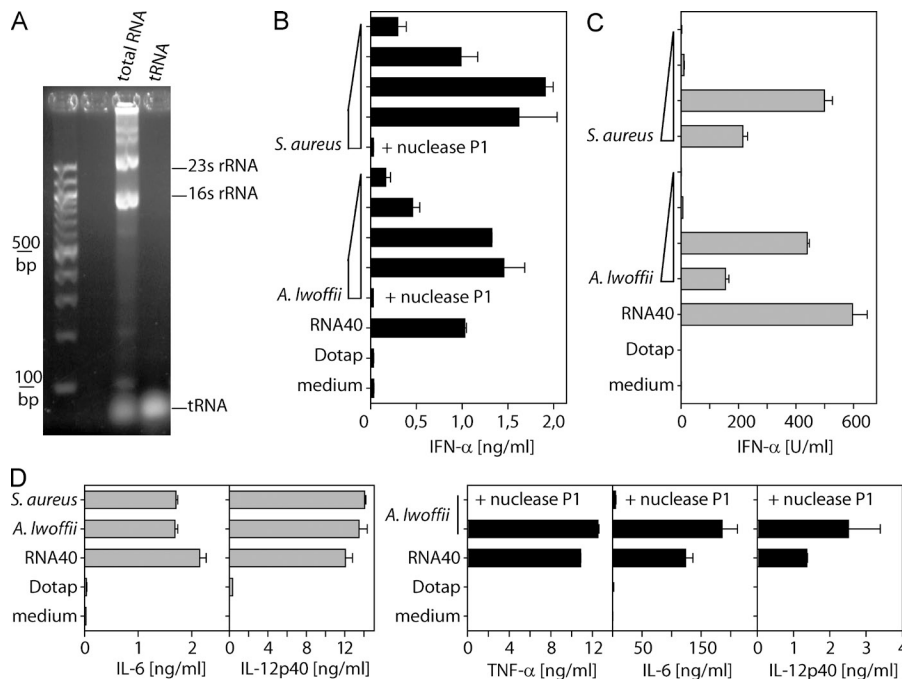 A
total RNA
tRNA
23s rRNA
16s rRNA
500
bp
100
bp
tRNA
B
S. aureus
+ nuclease P1
A. lwoffii
+ nuclease P1
RNA40
Dotap
medium
0
0,5
1,0
1,5
2,0
IFN-α [ng/ml]
C
S. aureus
A. lwoffii
RNA40
Dotap
medium
0
200
400
600
IFN-α [U/ml]
D
S. aureus
A. lwoffii
RNA40
Dotap
medium
0
1
2
IL-6 [ng/ml]
0
4
8
12
IL-12p40 [ng/ml]
A. lwoffii
RNA40
Dotap
medium
+ nuclease P1
0
4
8
12
TNF-α [ng/ml]
+ nuclease P1
50
150
IL-6 [ng/ml]
+ nuclease P1
0
1
2
3
4
IL-12p40 [ng/ml]